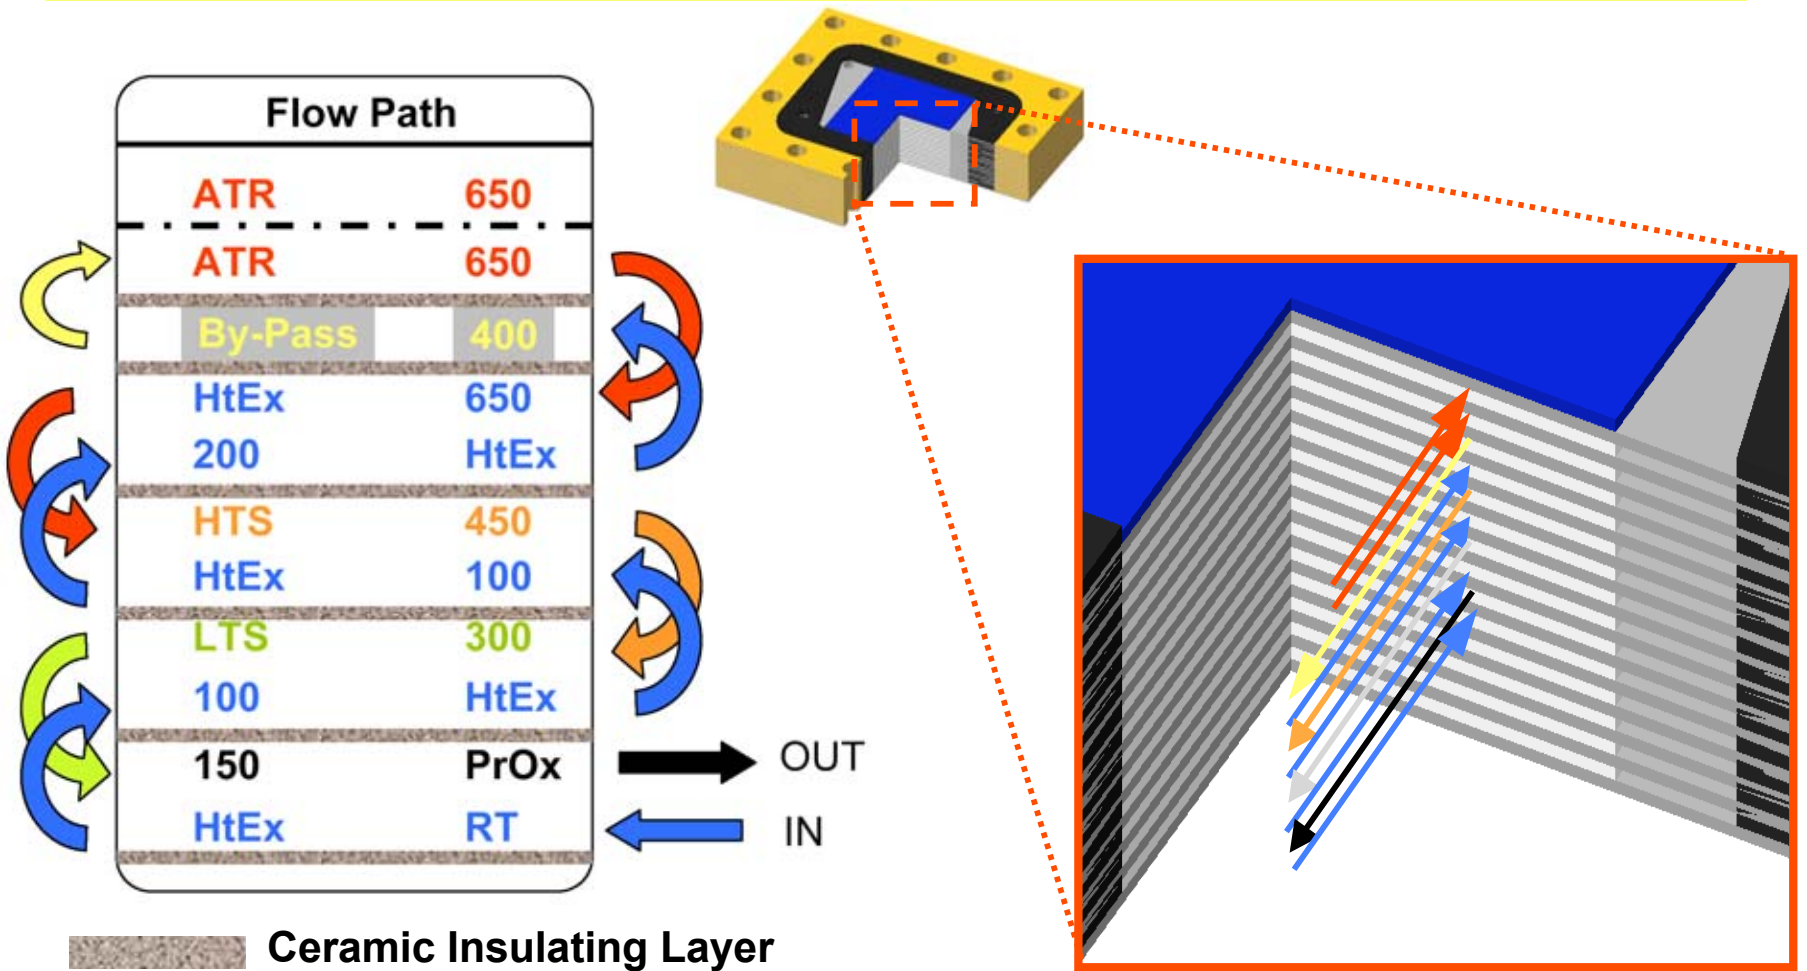 Flow Path
ATR 650
ATR 650
By-Pass 400
HtEx 650
200 HtEx
HTS 450
HtEx 100
LTS 300
100 HtEx
150 PrOx
OUT
HtEx RT
IN
Ceramic Insulating Layer